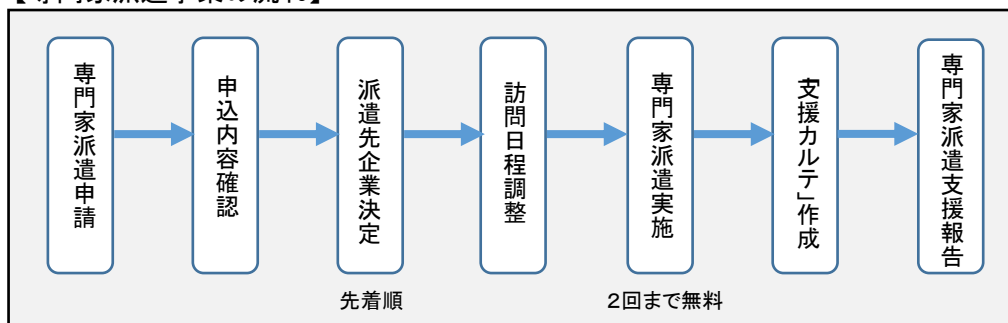 専門家派遣申請
申込内容確認
派遣先企業決定
訪問日程調整
専門家派遣実施
「支援カルテ」作成
専門家派遣支援報告
先着順
2回まで無料